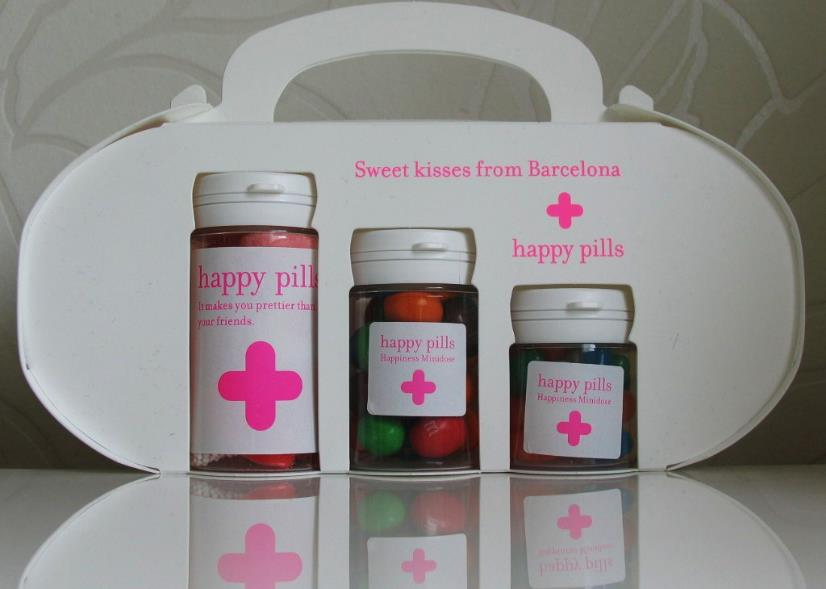 Sweet kisses from Barcelona
happy pills
happy pills
It makes you prettier than
your friends.
happy pills
Happiness Minidose
happy pills
Happiness Minidose